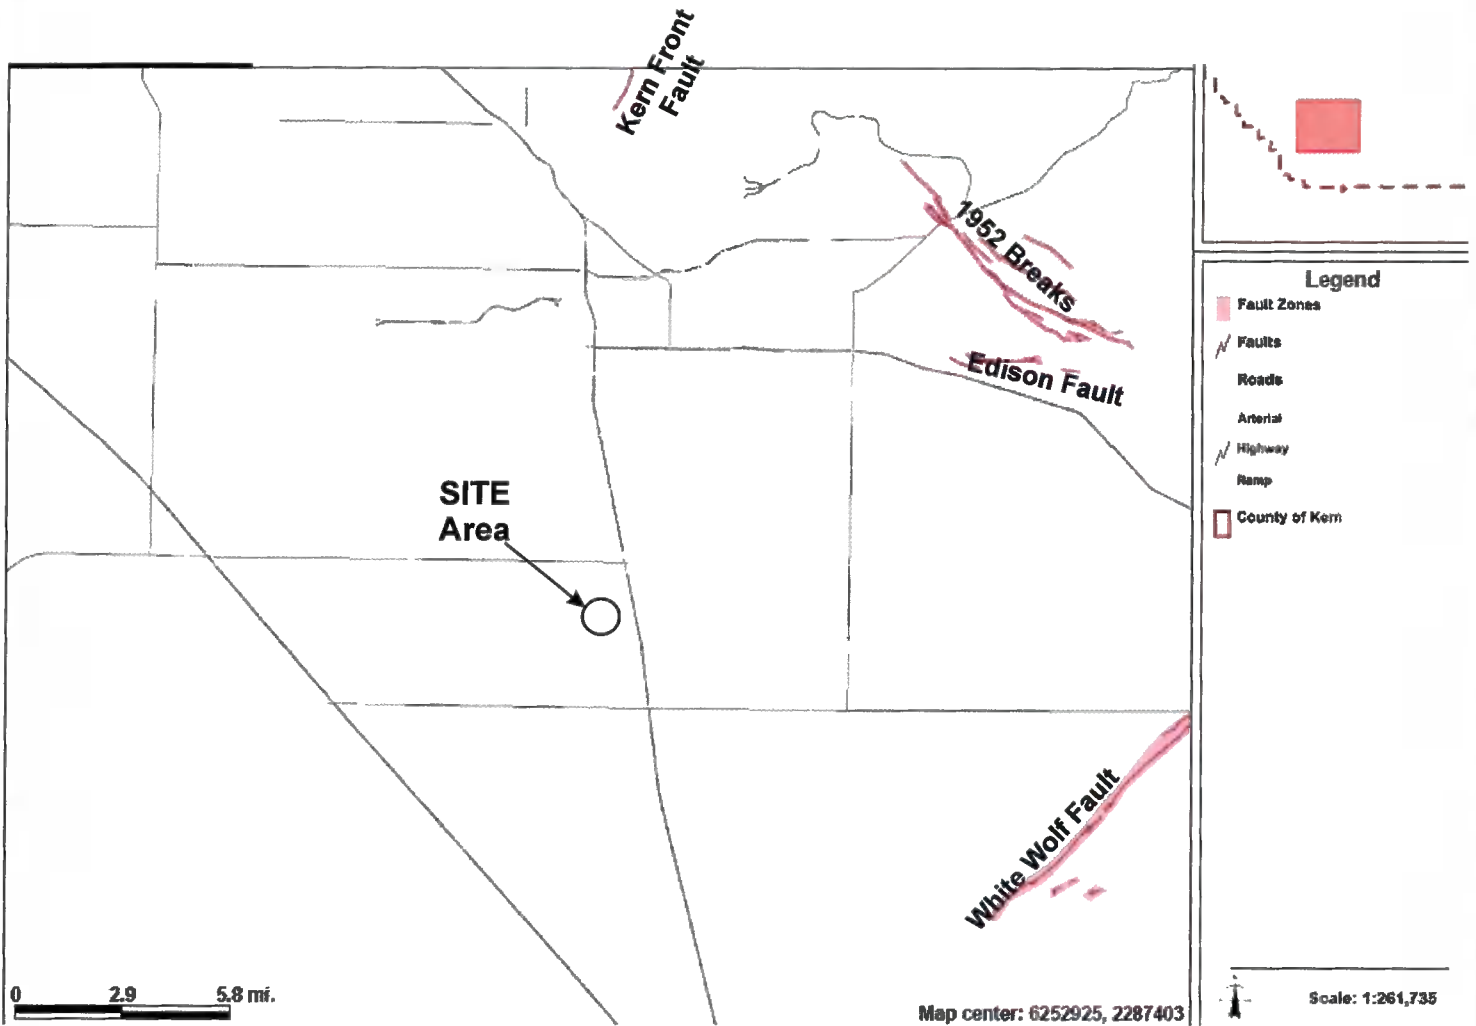 Kern Front
Fault
1952 Breaks
Edison Fault
SITE
Area
White Wolf Fault
0 2.9 5.8 mi.
Map center: 6252925, 2287403
Legend
Fault Zones
Faults
Roads
Arterial
Highway
Ramp
County of Kern
Scale: 1:261,735